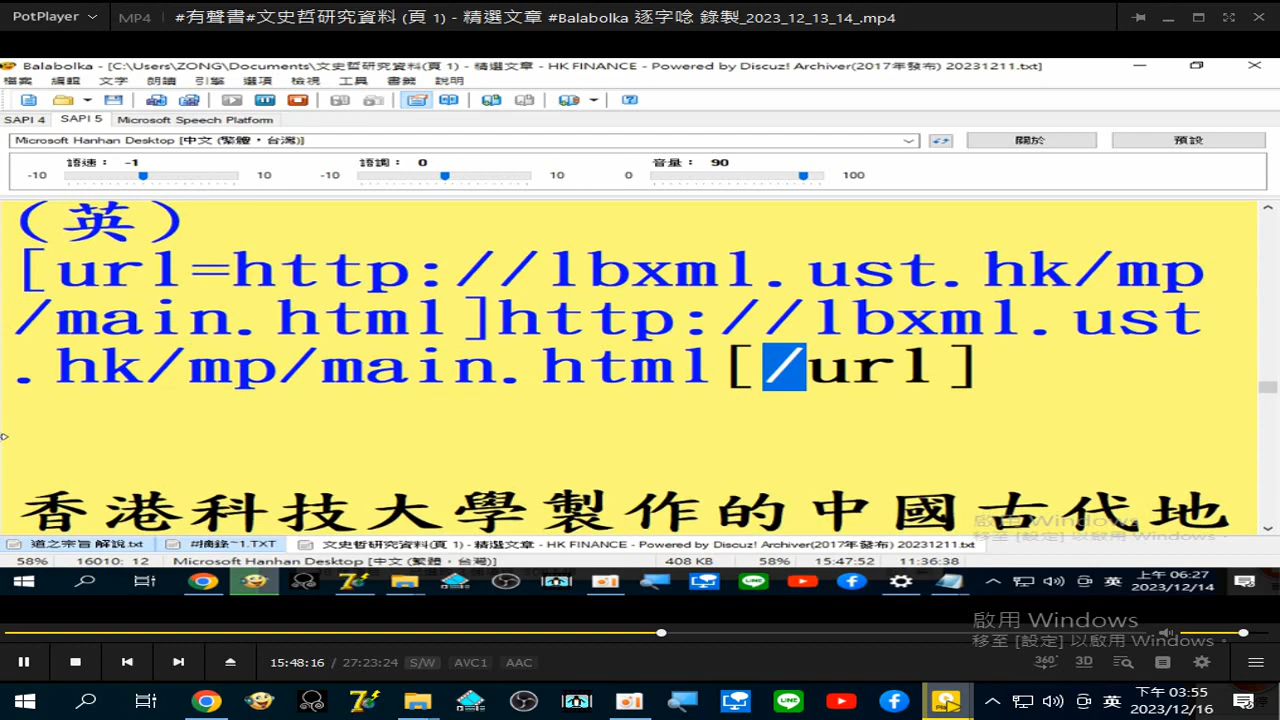 PotPlayer
MP4
#有聲書#文史哲研究資料 (頁 1) - 精選文章 #Balabolka 逐字唸 錄製_2023_12_13_14_.mp4
Balabolka - [C:\Users\ZONG\Documents\文史哲研究資料(頁 1) - 精選文章 - HK FINANCE - Powered by Discuz! Archiver(2017年發布) 20231211.txt]
檔案 編輯 文字 朗讀 引擎 選項 檢視 工具 書籤 說明
SAPI 4 SAPI 5 Microsoft Speech Platform
Microsoft Hanhan Desktop [中文 (繁體，台灣)]
關於
預設
語速： -1 語調： 0 音量： 90
-10 10 -10 10 0 100
(英)
[url=http://lbxml.ust.hk/mp
/main.html]http://lbxml.ust
.hk/mp/main.html[/url]
香港科技大學製作的中國古代地
啟用 Windows
移至 [設定] 以啟用 Windows。
道之宗旨 解說.txt
#摘錄~1.TXT
文史哲研究資料(頁 1) - 精選文章 - HK FINANCE - Powered by Discuz! Archiver(2017年發布) 20231211.txt
58% 16010: 12 Microsoft Hanhan Desktop [中文 (繁體，台灣)] 408 KB 58% 15:47:52 11:36:38
英
上午 06:27
2023/12/14
啟用 Windows
移至 [設定] 以啟用 Windows。
15:48:16 / 27:23:24 S/W AVC1 AAC
360° 3D
英
下午 03:55
2023/12/16